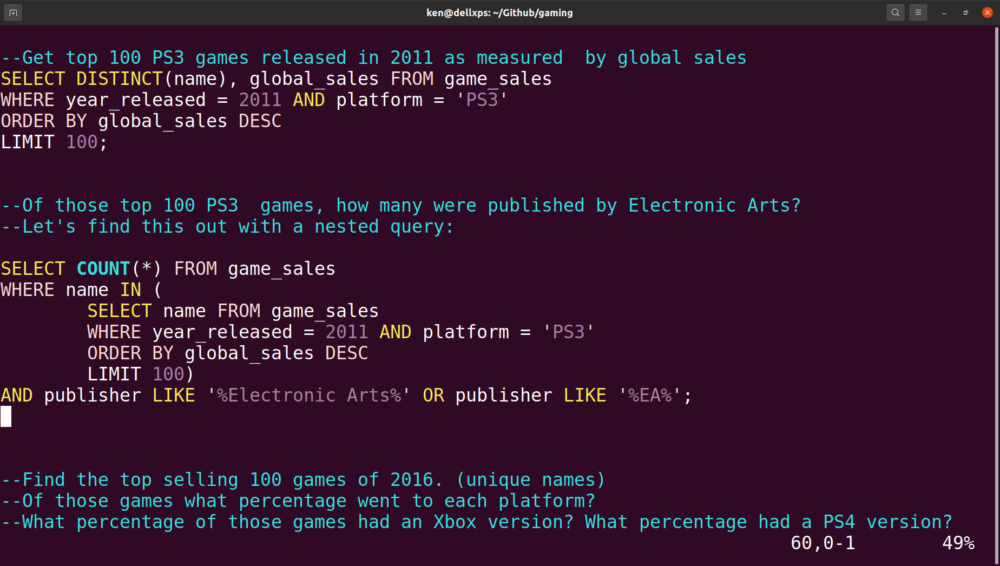 ken@dellxps: ~/Github/gaming
--Get top 100 PS3 games released in 2011 as measured  by global sales
SELECT DISTINCT(name), global_sales FROM game_sales
WHERE year_released = 2011 AND platform = 'PS3'
ORDER BY global_sales DESC
LIMIT 100;
--Of those top 100 PS3  games, how many were published by Electronic Arts?
--Let's find this out with a nested query:
SELECT COUNT(*) FROM game_sales
WHERE name IN (
        SELECT name FROM game_sales
        WHERE year_released = 2011 AND platform = 'PS3'
        ORDER BY global_sales DESC
        LIMIT 100)
AND publisher LIKE '%Electronic Arts%' OR publisher LIKE '%EA%';
--Find the top selling 100 games of 2016. (unique names)
--Of those games what percentage went to each platform?
--What percentage of those games had an Xbox version? What percentage had a PS4 version?
60,0-1        49%